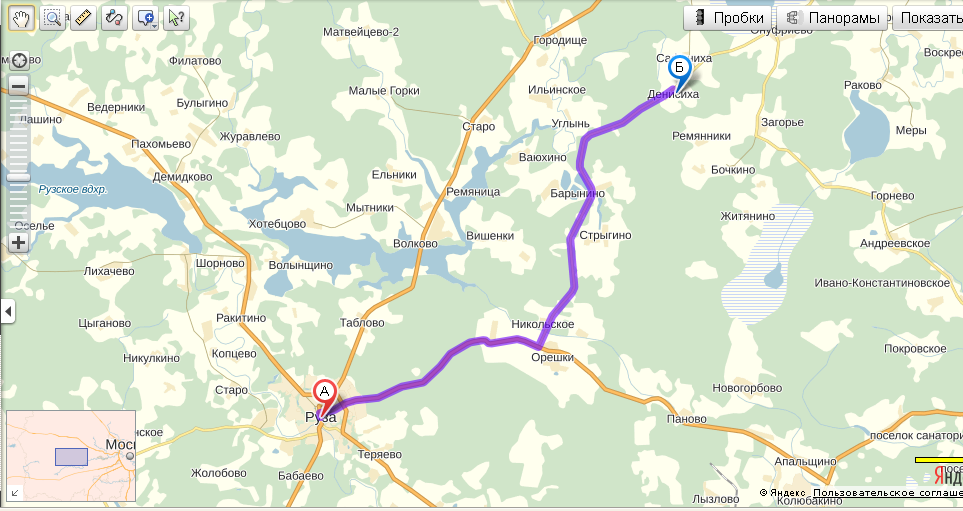 Пробки
Панорамы
Показать
Матвейцево-2
Городище
Онуфриево
Филатово
Малые Горки
Ильинское
Б
Денисиха
Раково
Ведерники
Булыгино
Журавлево
Старо
Углынь
Загорье
Меры
Пахомьево
Ремянники
Ваюхино
Бочкино
Демидково
Ельники
Ремяница
Барынино
Горнево
Рузское вдхр.
Мытники
Житянино
Хотебцово
Волково
Вишенки
Стрыгино
Андреевское
Лихачево
Шорново
Волынщино
Ивано-Константиновское
Цыганово
Ракитино
Таблово
Никольское
Никулкино
Копцево
Орешки
Покровское
Старо
А
Новогорбово
Руза
Паново
нское
Моск
Теряево
поселок санатори
Жолобово
Бабаево
Апальщино
Лызлово
Колюбакино
© Яндекс Пользовательское соглаше